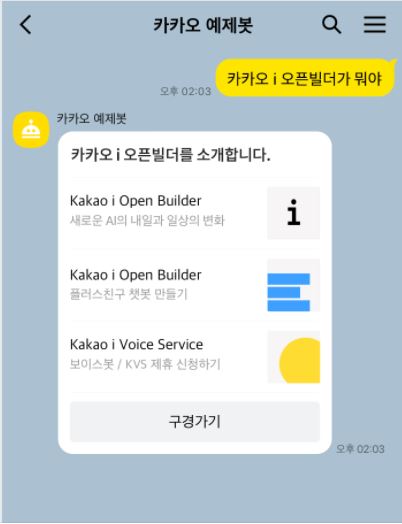 카카오 예제봇
카카오 i 오픈빌더가 뭐야
오후 02:03
카카오 예제봇
카카오 i 오픈빌더를 소개합니다.
Kakao i Open Builder
새로운 AI의 내일과 일상의 변화
i
Kakao i Open Builder
플러스친구 챗봇 만들기
Kakao i Voice Service
보이스봇 / KVS 제휴 신청하기
구경가기
오후 02:03